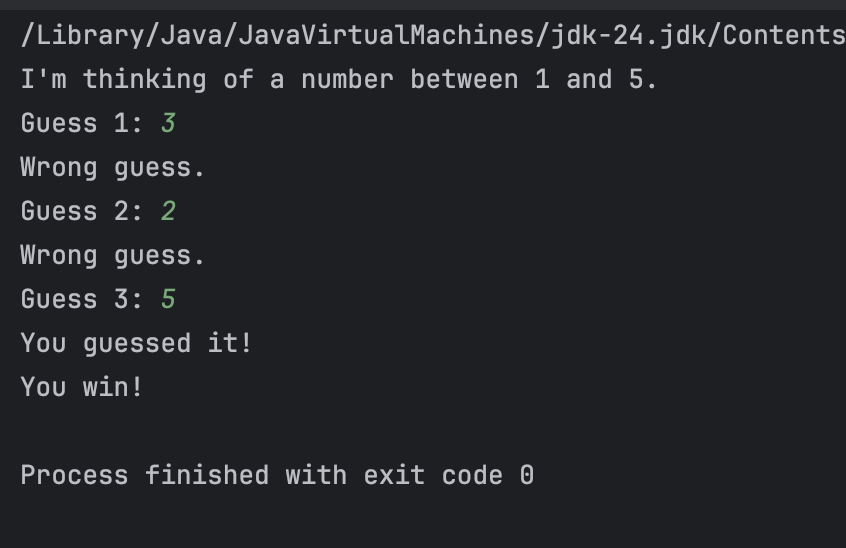 /Library/Java/JavaVirtualMachines/jdk-24.jdk/Contents
I'm thinking of a number between 1 and 5.
Guess 1: 3
Wrong guess.
Guess 2: 2
Wrong guess.
Guess 3: 5
You guessed it!
You win!
Process finished with exit code 0